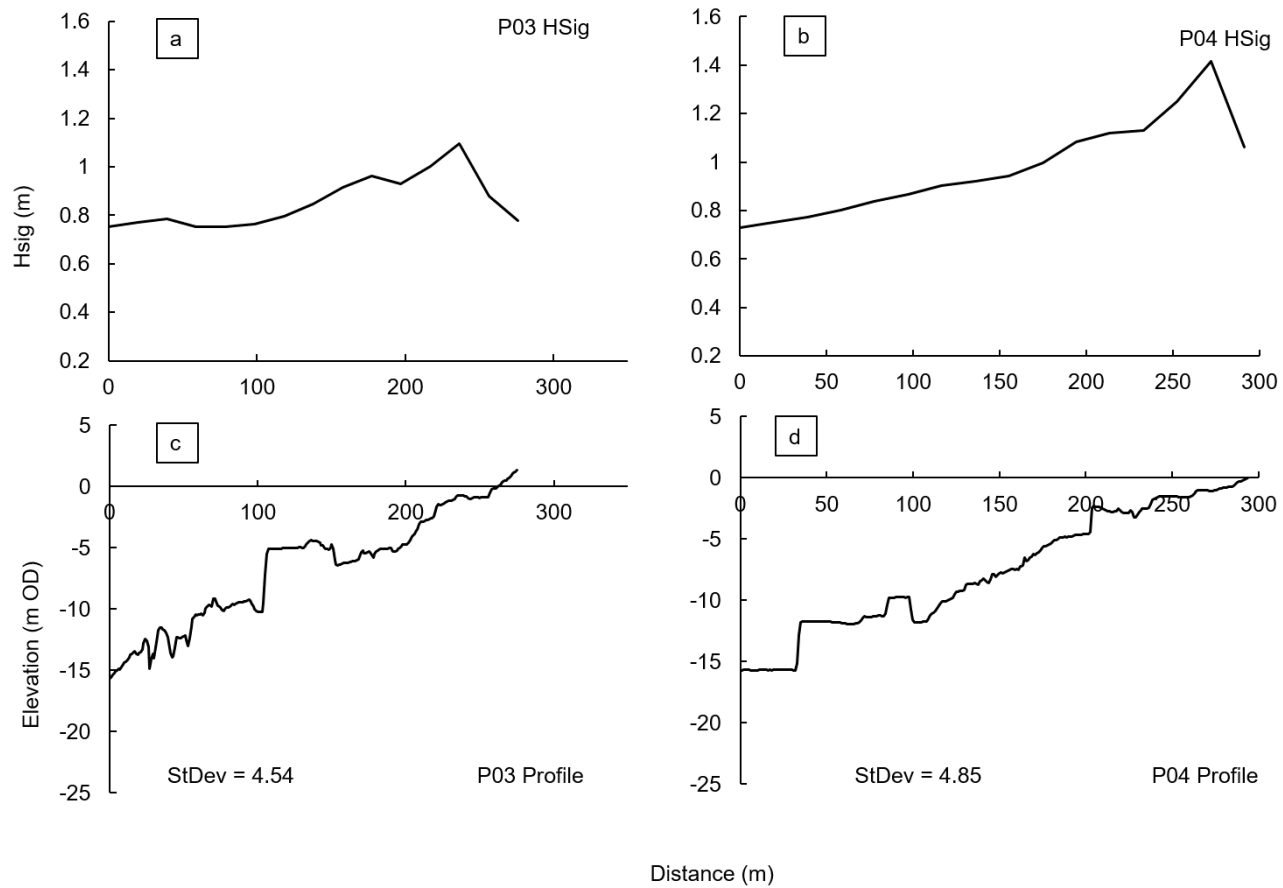 a
P03 HSig
1.6
1.4
1.2
1
0.8
0.6
0.4
0.2
0 100 200 300
Hsig (m)
b
P04 HSig
1.6
1.4
1.2
1
0.8
0.6
0.4
0.2
0 50 100 150 200 250 300
c
5
0
-5
-10
-15
-20
-25
0 100 200 300
Elevation (m OD)
StDev = 4.54
P03 Profile
d
5
0
-5
-10
-15
-20
-25
0 50 100 150 200 250 300
StDev = 4.85
P04 Profile
Distance (m)